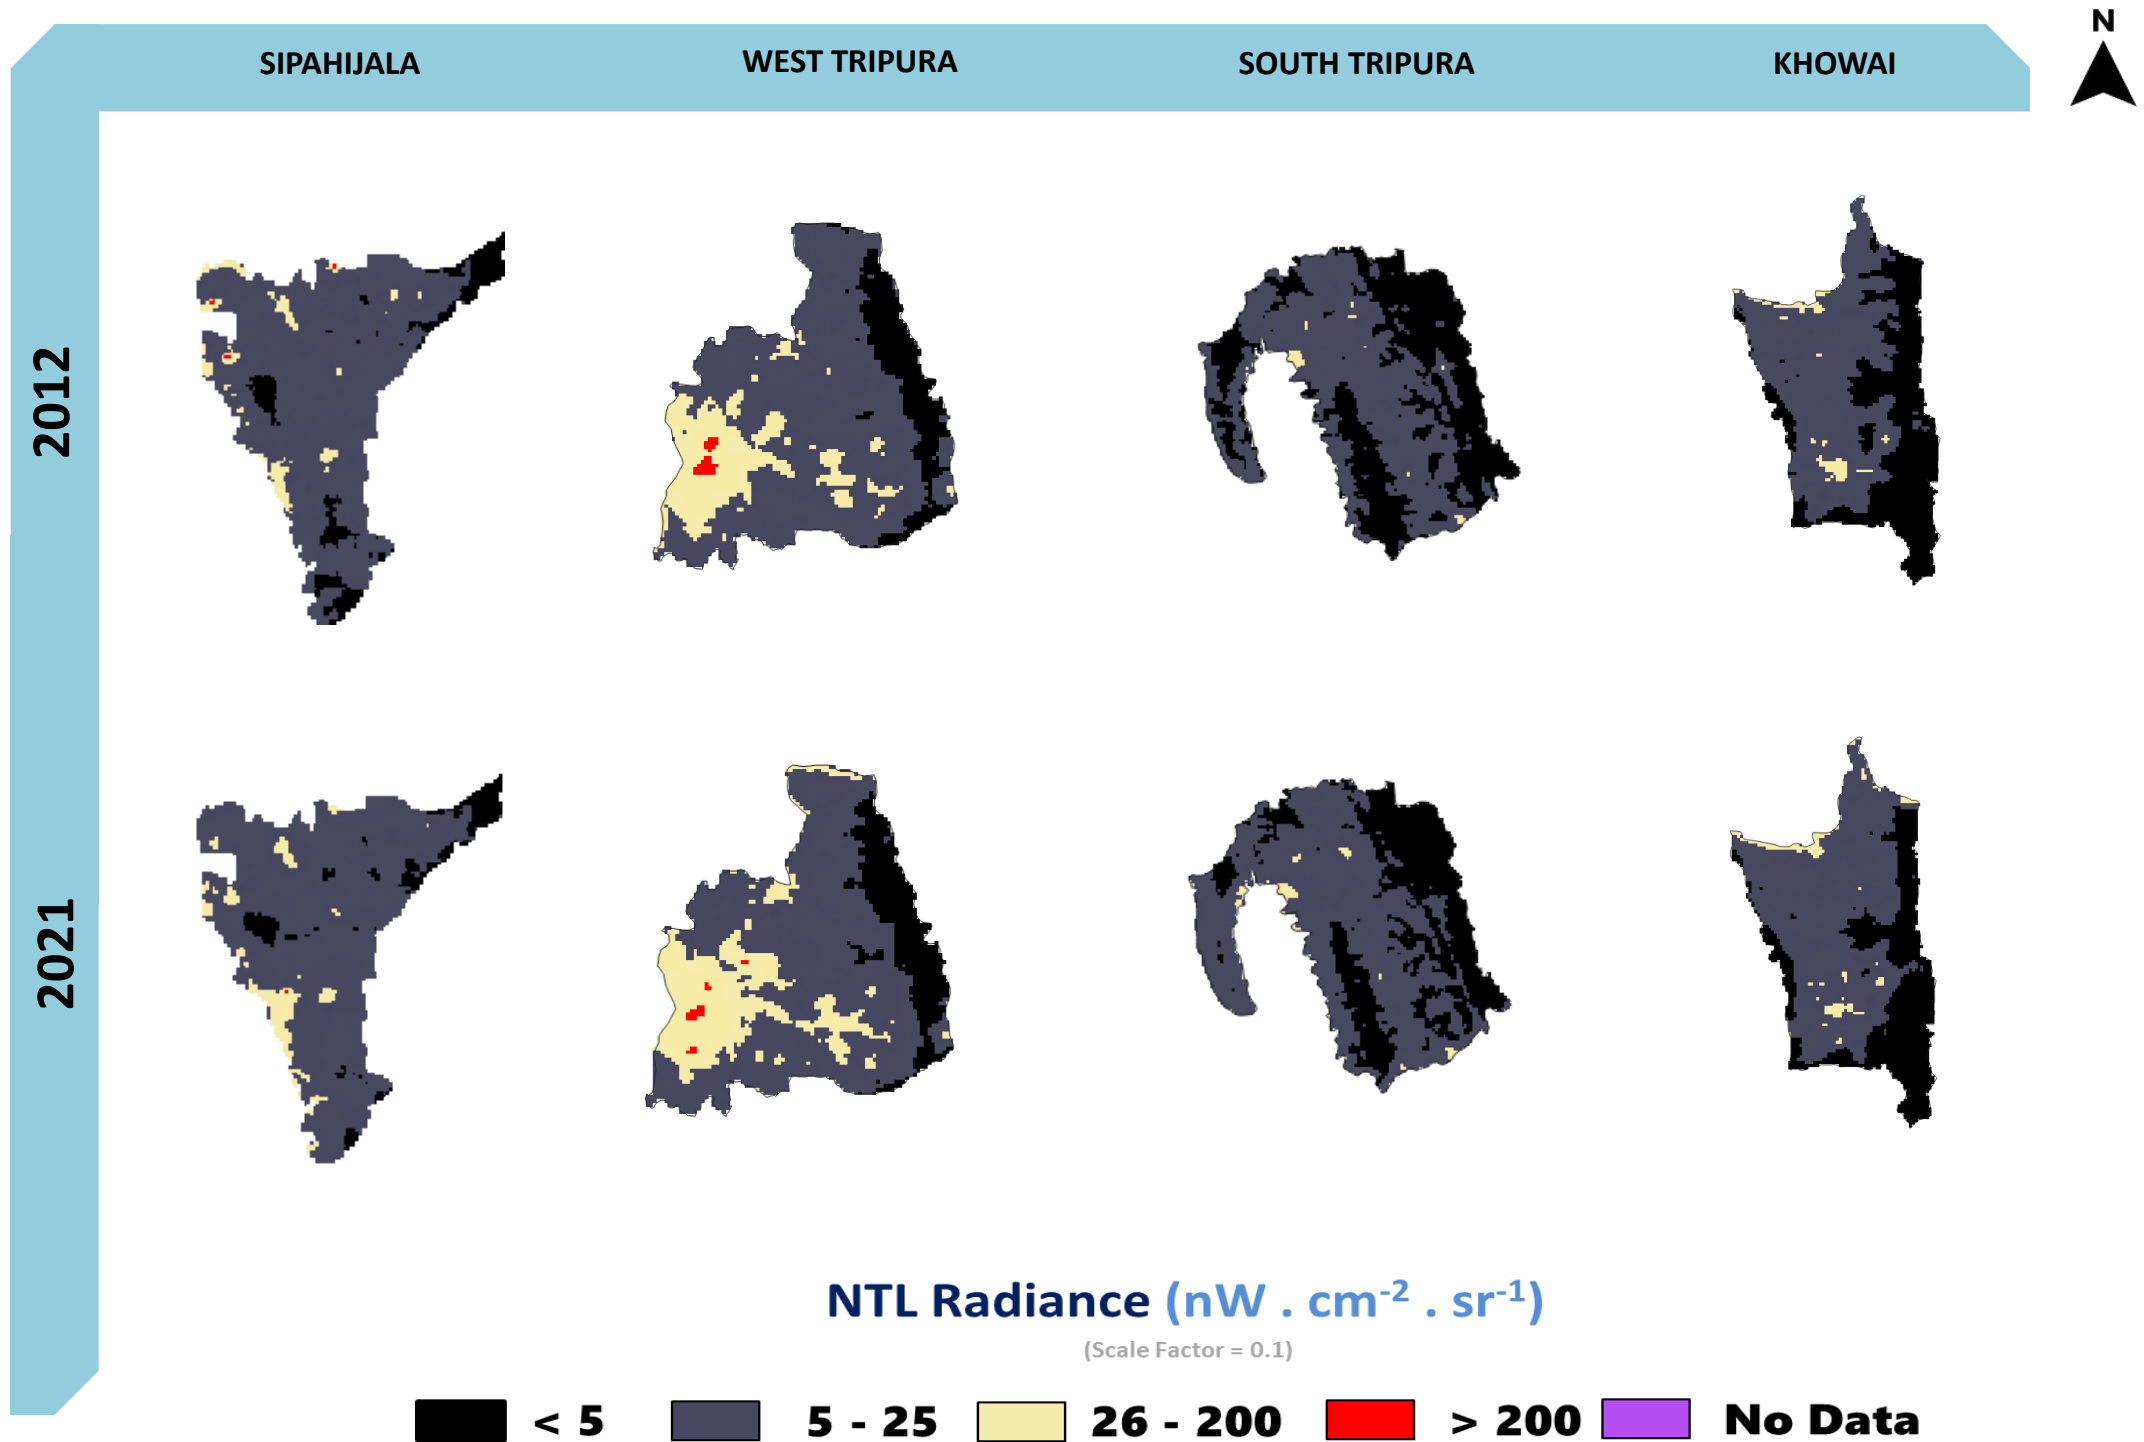 N
SIPAHIJALA WEST TRIPURA SOUTH TRIPURA KHOWAI
2012
2021
NTL Radiance (nW . cm⁻² . sr⁻¹)
(Scale Factor = 0.1)
< 5 5 - 25 26 - 200 > 200 No Data